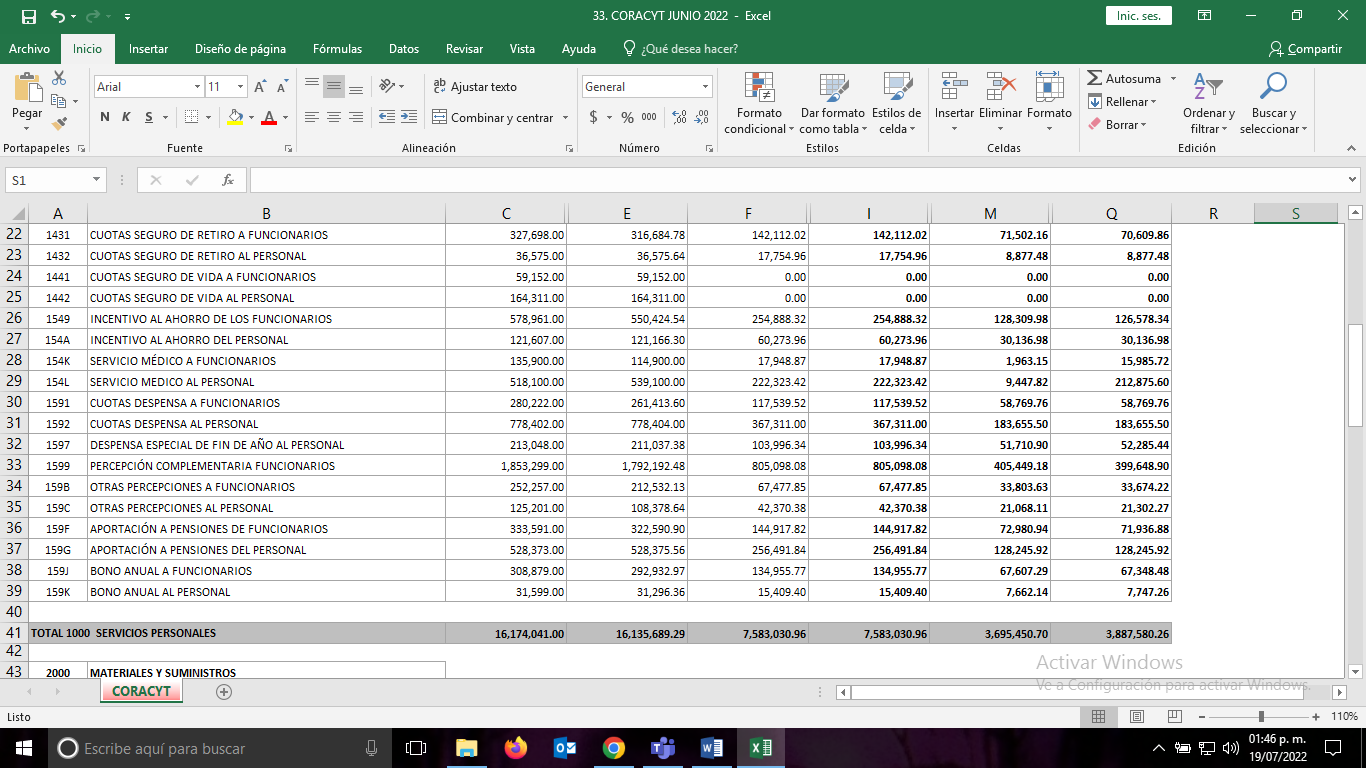 33. CORACYT JUNIO 2022 - Excel
Inic. ses.
Archivo Inicio Insertar Diseño de página Fórmulas Datos Revisar Vista Ayuda ¿Qué desea hacer? Compartir
Pegar
Arial 11
N K S
Ajustar texto
Combinar y centrar
General
$ % 000
Formato condicional
Dar formato como tabla
Estilos de celda
Insertar
Eliminar
Formato
Autosuma
Rellenar
Borrar
Ordenar y filtrar
Buscar y seleccionar
Portapapeles Fuente Alineación Número Estilos Celdas Edición
S1 fx
A B C E F I M Q R S
22 1431 CUOTAS SEGURO DE RETIRO A FUNCIONARIOS 327,698.00 316,684.78 142,112.02 142,112.02 71,502.16 70,609.86
23 1432 CUOTAS SEGURO DE RETIRO AL PERSONAL 36,575.00 36,575.64 17,754.96 17,754.96 8,877.48 8,877.48
24 1441 CUOTAS SEGURO DE VIDA A FUNCIONARIOS 59,152.00 59,152.00 0.00 0.00 0.00 0.00
25 1442 CUOTAS SEGURO DE VIDA AL PERSONAL 164,311.00 164,311.00 0.00 0.00 0.00 0.00
26 1549 INCENTIVO AL AHORRO DE LOS FUNCIONARIOS 578,961.00 550,424.54 254,888.32 254,888.32 128,309.98 126,578.34
27 154A INCENTIVO AL AHORRO DEL PERSONAL 121,607.00 121,166.30 60,273.96 60,273.96 30,136.98 30,136.98
28 154K SERVICIO MÉDICO A FUNCIONARIOS 135,900.00 114,900.00 17,948.87 17,948.87 1,963.15 15,985.72
29 154L SERVICIO MEDICO AL PERSONAL 518,100.00 539,100.00 222,323.42 222,323.42 9,447.82 212,875.60
30 1591 CUOTAS DESPENSA A FUNCIONARIOS 280,222.00 261,413.60 117,539.52 117,539.52 58,769.76 58,769.76
31 1592 CUOTAS DESPENSA AL PERSONAL 778,402.00 778,404.00 367,311.00 367,311.00 183,655.50 183,655.50
32 1597 DESPENSA ESPECIAL DE FIN DE AÑO AL PERSONAL 213,048.00 211,037.38 103,996.34 103,996.34 51,710.90 52,285.44
33 1599 PERCEPCIÓN COMPLEMENTARIA FUNCIONARIOS 1,853,299.00 1,792,192.48 805,098.08 805,098.08 405,449.18 399,648.90
34 159B OTRAS PERCEPCIONES A FUNCIONARIOS 252,257.00 212,532.13 67,477.85 67,477.85 33,803.63 33,674.22
35 159C OTRAS PERCEPCIONES AL PERSONAL 125,201.00 108,378.64 42,370.38 42,370.38 21,068.11 21,302.27
36 159F APORTACIÓN A PENSIONES DE FUNCIONARIOS 333,591.00 322,590.90 144,917.82 144,917.82 72,980.94 71,936.88
37 159G APORTACIÓN A PENSIONES DEL PERSONAL 528,373.00 528,375.56 256,491.84 256,491.84 128,245.92 128,245.92
38 159J BONO ANUAL A FUNCIONARIOS 308,879.00 292,932.97 134,955.77 134,955.77 67,607.29 67,348.48
39 159K BONO ANUAL AL PERSONAL 31,599.00 31,296.36 15,409.40 15,409.40 7,662.14 7,747.26
40
41 TOTAL 1000 SERVICIOS PERSONALES 16,174,041.00 16,135,689.29 7,583,030.96 7,583,030.96 3,695,450.70 3,887,580.26
42
43 2000 MATERIALES Y SUMINISTROS
Activar Windows
Ve a Configuración para activar Windows.
CORACYT
Listo
110%
Escribe aquí para buscar
01:46 p. m.
19/07/2022